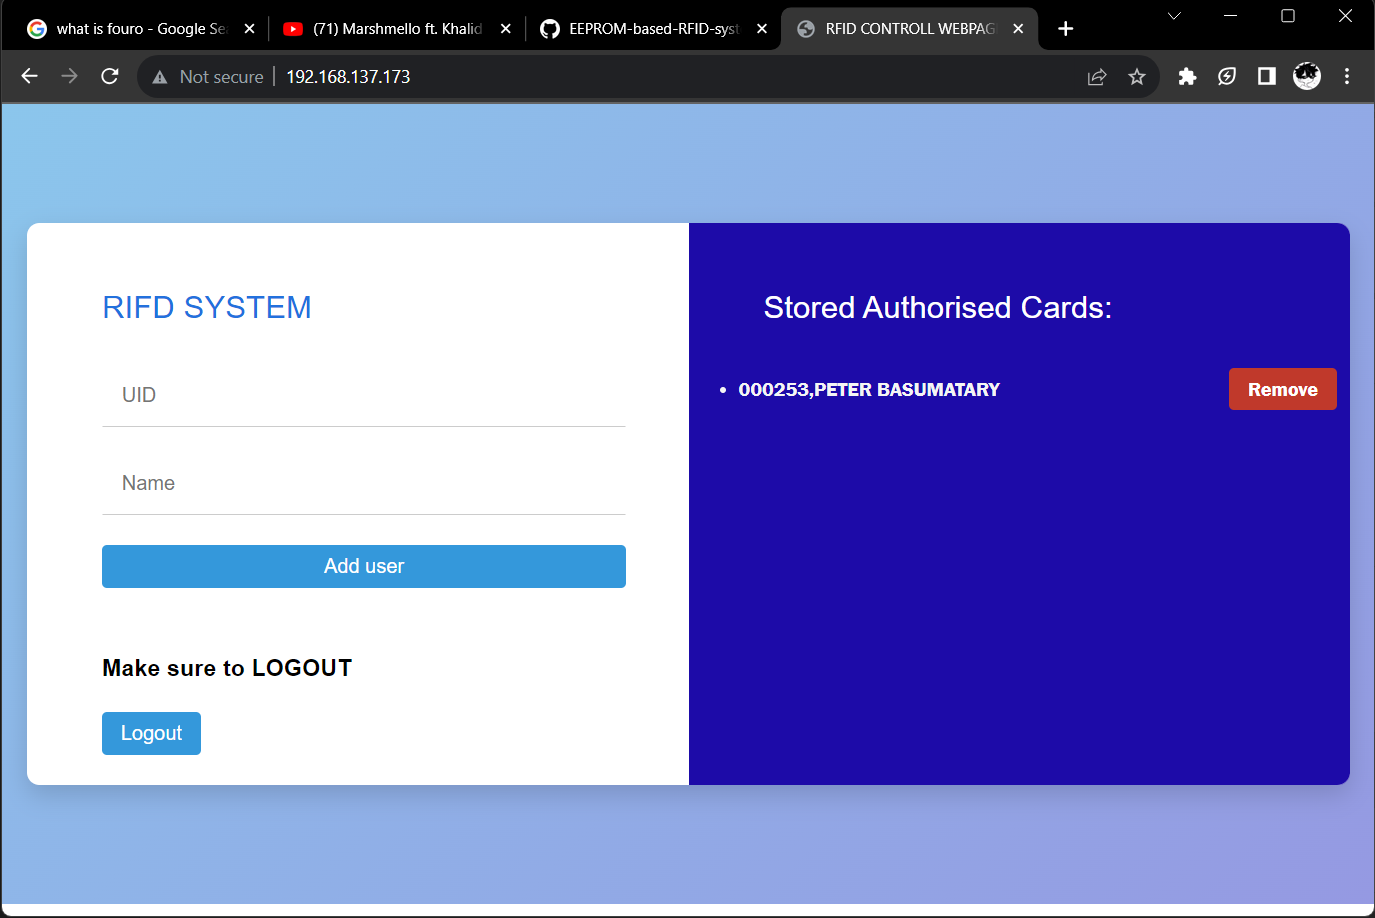 what is fouro - Google Se
(71) Marshmello ft. Khalid
EEPROM-based-RFID-syst
RFID CONTROLL WEBPAG
Not secure
192.168.137.173
RIFD SYSTEM
UID
Name
Add user
Make sure to LOGOUT
Logout
Stored Authorised Cards:
• 000253,PETER BASUMATARY
Remove